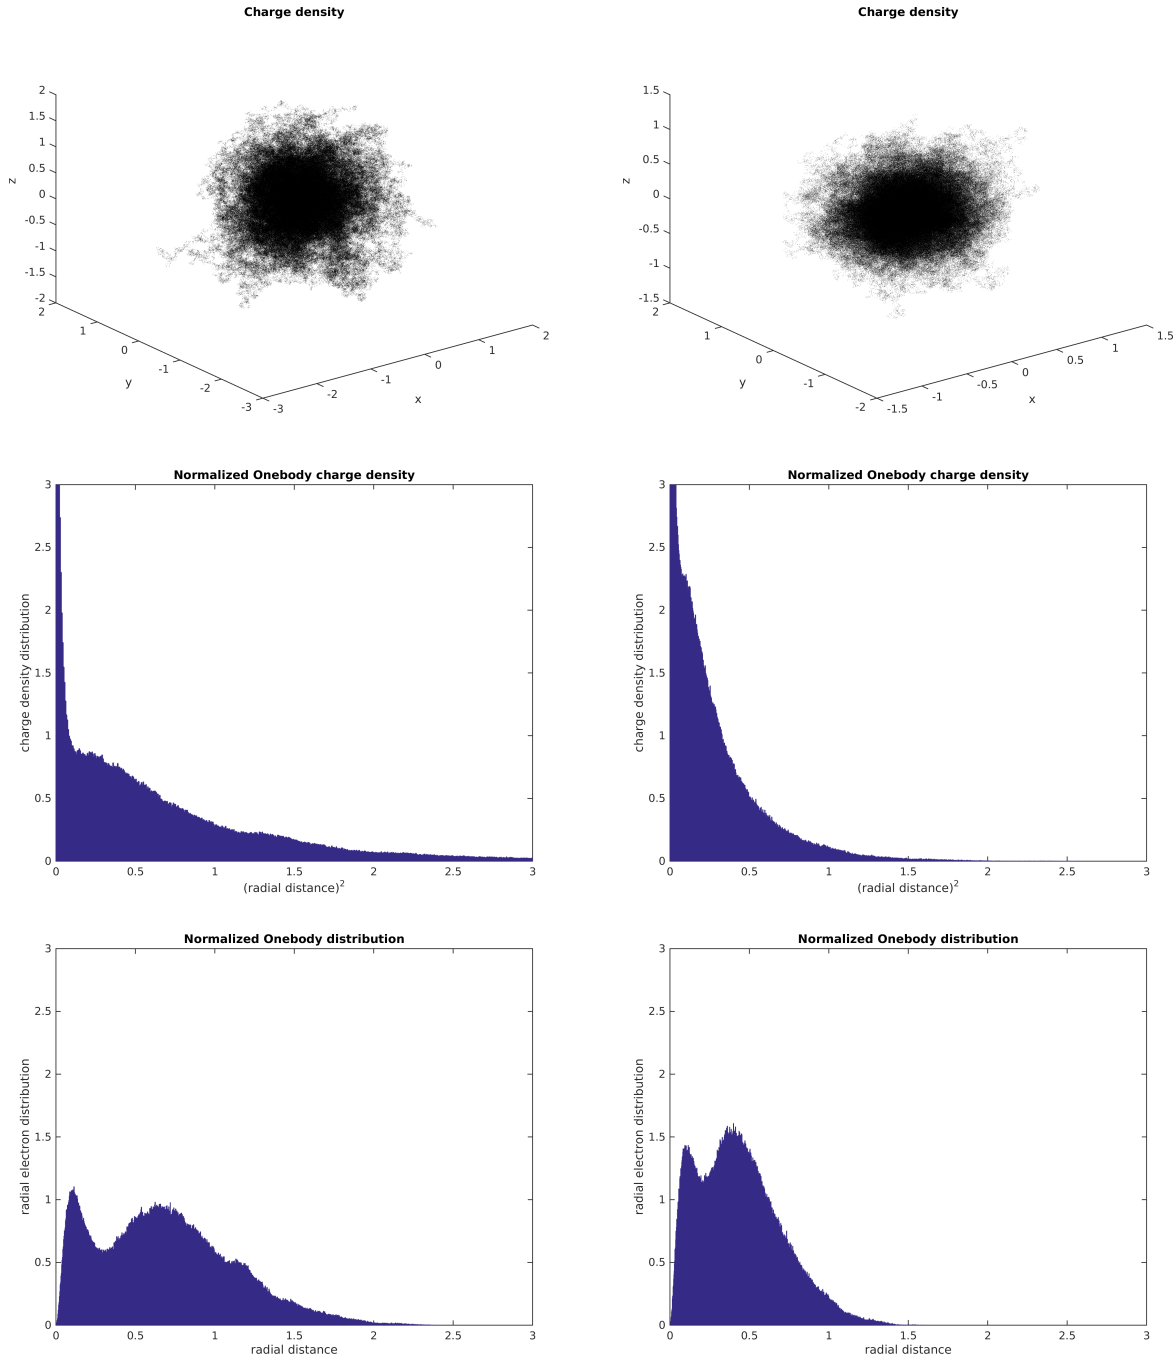 Charge density
2
1.5
1
0.5
0
-0.5
-1
-1.5
-2
z
2
1
0
-1
-2
-3
y
-3
-2
-1
0
1
2
x
Charge density
1.5
1
0.5
0
-0.5
-1
-1.5
z
2
1
0
-1
-2
y
-1.5
-1
-0.5
0
0.5
1
1.5
x
Normalized Onebody charge density
3
2.5
2
1.5
1
0.5
0
charge density distribution
0 0.5 1 1.5 2 2.5 3
(radial distance)²
Normalized Onebody charge density
3
2.5
2
1.5
1
0.5
0
charge density distribution
0 0.5 1 1.5 2 2.5 3
(radial distance)²
Normalized Onebody distribution
3
2.5
2
1.5
1
0.5
0
radial electron distribution
0 0.5 1 1.5 2 2.5 3
radial distance
Normalized Onebody distribution
3
2.5
2
1.5
1
0.5
0
radial electron distribution
0 0.5 1 1.5 2 2.5 3
radial distance